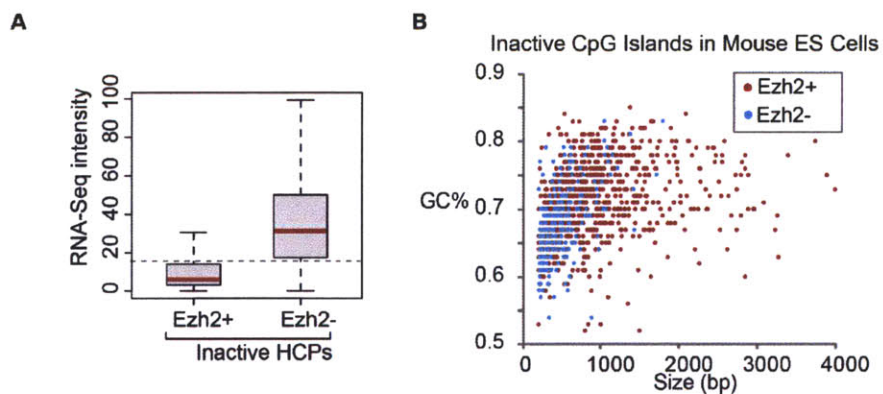 A
RNA-Seq intensity
100
80
60
40
20
0
Ezh2+ Ezh2-
Inactive HCPs
B
Inactive CpG Islands in Mouse ES Cells
Ezh2+
Ezh2-
GC%
0.9
0.8
0.7
0.6
0.5
0 1000 2000 3000 4000
Size (bp)